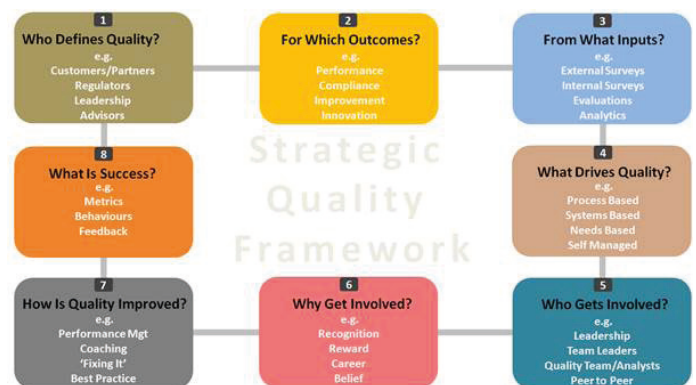 1
Who Defines Quality?
e.g.
Customers/Partners
Regulators
Leadership
Advisors
2
For Which Outcomes?
e.g.
Performance
Compliance
Improvement
Innovation
3
From What Inputs?
e.g.
External Surveys
Internal Surveys
Evaluations
Analytics
8
What Is Success?
e.g.
Metrics
Behaviours
Feedback
Strategic
Quality
Framework
4
What Drives Quality?
e.g.
Process Based
Systems Based
Needs Based
Self Managed
7
How Is Quality Improved?
e.g.
Performance Mgt
Coaching
'Fixing It'
Best Practice
6
Why Get Involved?
e.g.
Recognition
Reward
Career
Belief
5
Who Gets Involved?
e.g.
Leadership
Team Leaders
Quality Team/Analysts
Peer to Peer